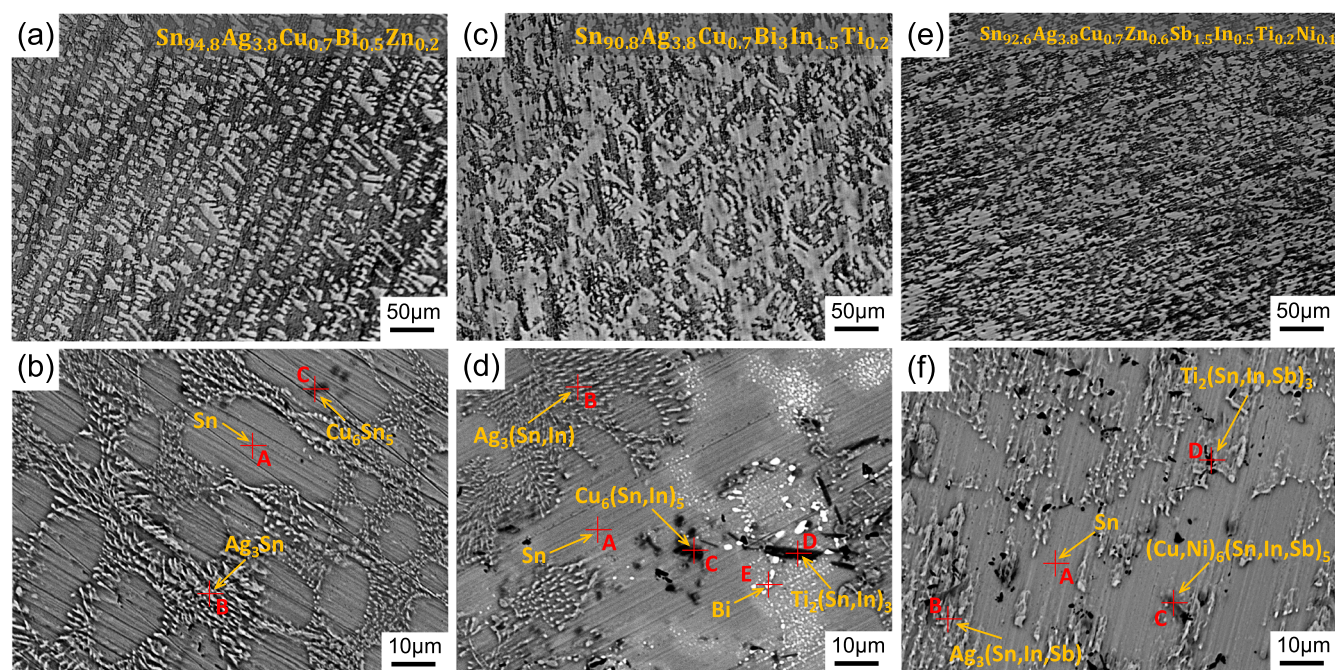 (a) Sn94.8Ag3.8Cu0.7Bi0.5Zn0.2
50μm
(c) Sn90.8Ag3.8Cu0.7Bi3In1.5Ti0.2
50μm
(e) Sn92.6Ag3.8Cu0.7Zn0.6Sb1.5In0.5Ti0.2Ni0.1
50μm
(b)
C
Cu6Sn5
Sn
A
Ag3Sn
B
10μm
(d)
B
Ag3(Sn,In)
Cu6(Sn,In)5
Sn
A
C
D
E
Bi
Ti2(Sn,In)3
10μm
(f)
Ti2(Sn,In,Sb)3
D
Sn
A
(Cu,Ni)6(Sn,In,Sb)5
C
B
Ag3(Sn,In,Sb)
10μm